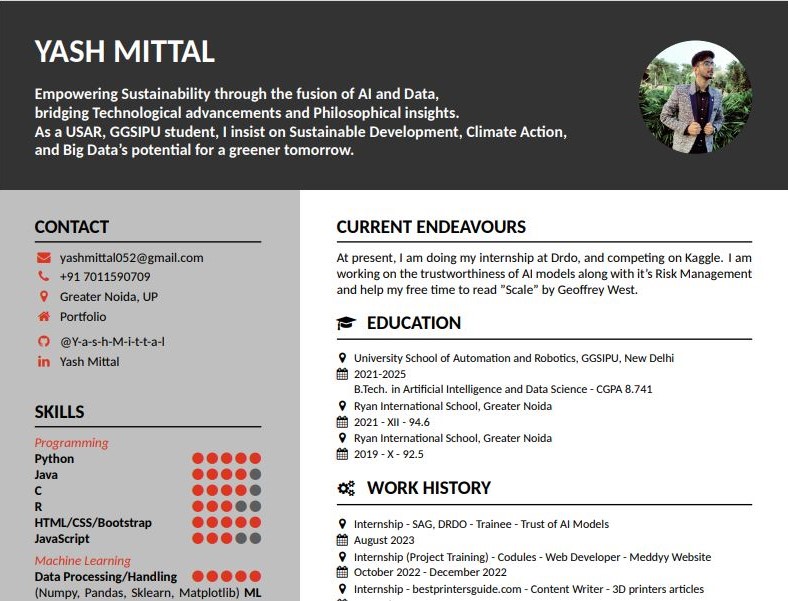 YASH MITTAL
Empowering Sustainability through the fusion of AI and Data,
bridging Technological advancements and Philosophical insights.
As a USAR, GGSIPU student, I insist on Sustainable Development, Climate Action,
and Big Data's potential for a greener tomorrow.
CONTACT
yashmittal052@gmail.com
+91 7011590709
Greater Noida, UP
Portfolio
@Y-a-s-h-M-i-t-t-a-l
Yash Mittal
SKILLS
Programming
Python
Java
C
R
HTML/CSS/Bootstrap
JavaScript
Machine Learning
Data Processing/Handling
(Numpy, Pandas, Sklearn, Matplotlib) ML
CURRENT ENDEAVOURS
At present, I am doing my internship at Drdo, and competing on Kaggle. I am
working on the trustworthiness of AI models along with it's Risk Management
and help my free time to read "Scale" by Geoffrey West.
EDUCATION
University School of Automation and Robotics, GGSIPU, New Delhi
2021-2025
B.Tech. in Artificial Intelligence and Data Science - CGPA 8.741
Ryan International School, Greater Noida
2021 - XII - 94.6
Ryan International School, Greater Noida
2019 - X - 92.5
WORK HISTORY
Internship - SAG, DRDO - Trainee - Trust of AI Models
August 2023
Internship (Project Training) - Codules - Web Developer - Meddyy Website
October 2022 - December 2022
Internship - bestprintersguide.com - Content Writer - 3D printers articles